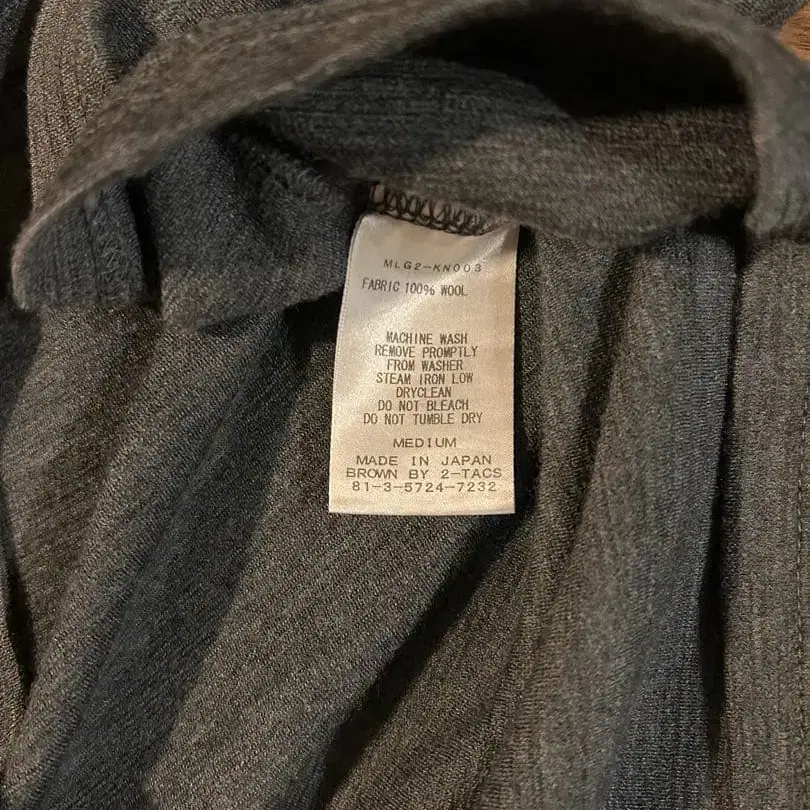 MLG2-KN003
FABRIC 100% WOOL
MACHINE WASH
REMOVE PROMPTLY
FROM WASHER
STEAM IRON LOW
DRYCLEAN
DO NOT BLEACH
DO NOT TUMBLE DRY
MEDIUM
MADE IN JAPAN
BROWN BY 2-TACS
81-3-5724-7232